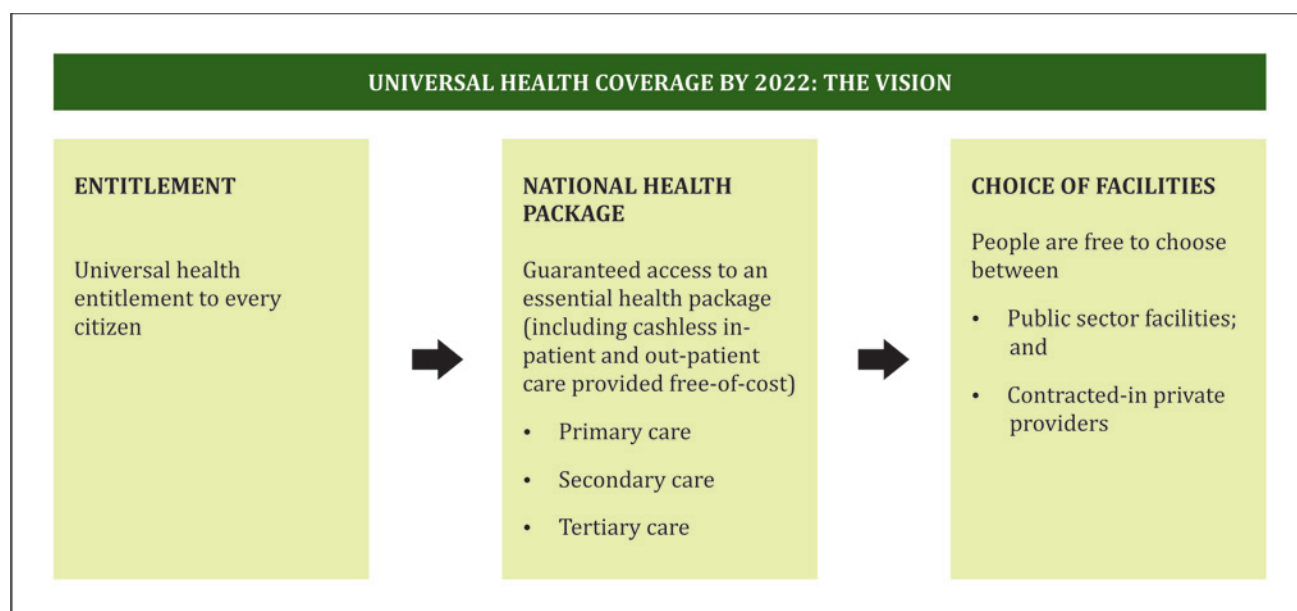 UNIVERSAL HEALTH COVERAGE BY 2022: THE VISION
ENTITLEMENT
Universal health
entitlement to every
citizen
NATIONAL HEALTH
PACKAGE
Guaranteed access to an
essential health package
(including cashless in-
patient and out-patient
care provided free-of-cost)
• Primary care
• Secondary care
• Tertiary care
CHOICE OF FACILITIES
People are free to choose
between
• Public sector facilities;
and
• Contracted-in private
providers